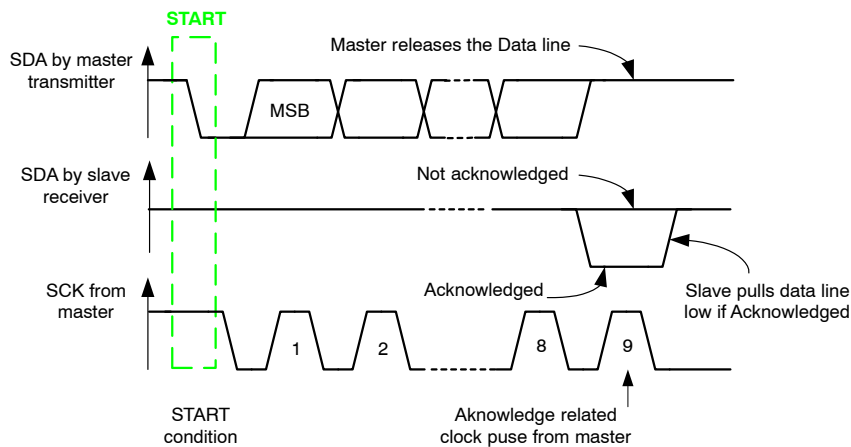 START
Master releases the Data line
SDA by master
transmitter
MSB
SDA by slave
receiver
Not acknowledged
SCK from
master
Acknowledged
Slave pulls data line
low if Acknowledged
1
2
8
9
START
condition
Aknowledge related
clock puse from master